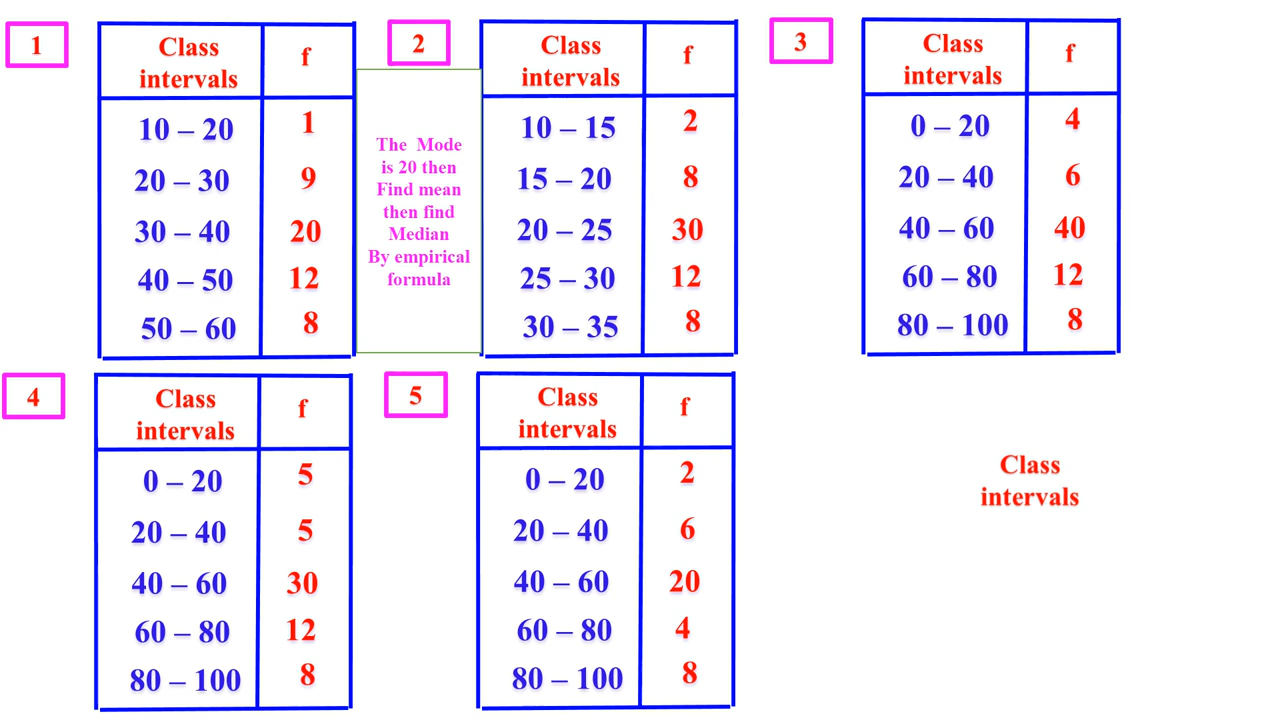 1
Class
intervals
f
10 – 20 1
20 – 30 9
30 – 40 20
40 – 50 12
50 – 60 8
2
The Mode
is 20 then
Find mean
then find
Median
By empirical
formula
Class
intervals
f
10 – 15 2
15 – 20 8
20 – 25 30
25 – 30 12
30 – 35 8
3
Class
intervals
f
0 – 20 4
20 – 40 6
40 – 60 40
60 – 80 12
80 – 100 8
4
Class
intervals
f
0 – 20 5
20 – 40 5
40 – 60 30
60 – 80 12
80 – 100 8
5
Class
intervals
f
0 – 20 2
20 – 40 6
40 – 60 20
60 – 80 4
80 – 100 8
Class
intervals